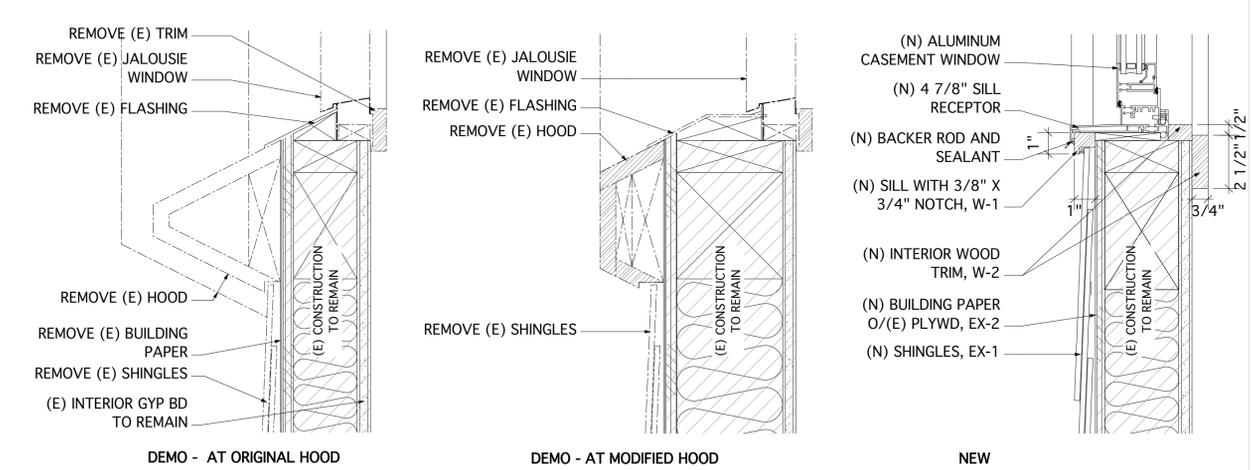 REMOVE (E) TRIM
REMOVE (E) JALOUSIE
WINDOW
REMOVE (E) FLASHING
REMOVE (E) HOOD
REMOVE (E) BUILDING
PAPER
REMOVE (E) SHINGLES
(E) INTERIOR GYP BD
TO REMAIN
(E) CONSTRUCTION
TO REMAIN
DEMO - AT ORIGINAL HOOD
REMOVE (E) JALOUSIE
WINDOW
REMOVE (E) FLASHING
REMOVE (E) HOOD
REMOVE (E) SHINGLES
(E) CONSTRUCTION
TO REMAIN
DEMO - AT MODIFIED HOOD
(N) ALUMINUM
CASEMENT WINDOW
(N) 4 7/8" SILL
RECEPTOR
(N) BACKER ROD AND
SEALANT
(N) SILL WITH 3/8" X
3/4" NOTCH, W-1
(N) INTERIOR WOOD
TRIM, W-2
(N) BUILDING PAPER
O/(E) PLYWD, EX-2
(N) SHINGLES, EX-1
1"
1"
1/2"
2 1/2"
3/4"
(E) CONSTRUCTION
TO REMAIN
NEW